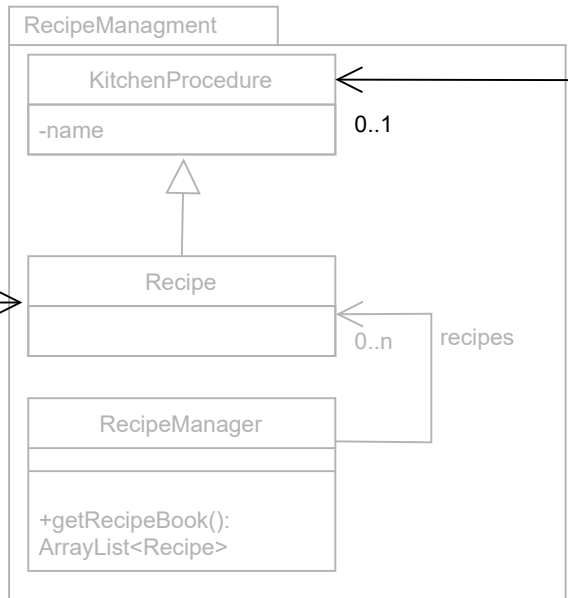 RecipeManagment
KitchenProcedure
-name
0..1
Recipe
0..n
recipes
RecipeManager
+getRecipeBook():
ArrayList<Recipe>